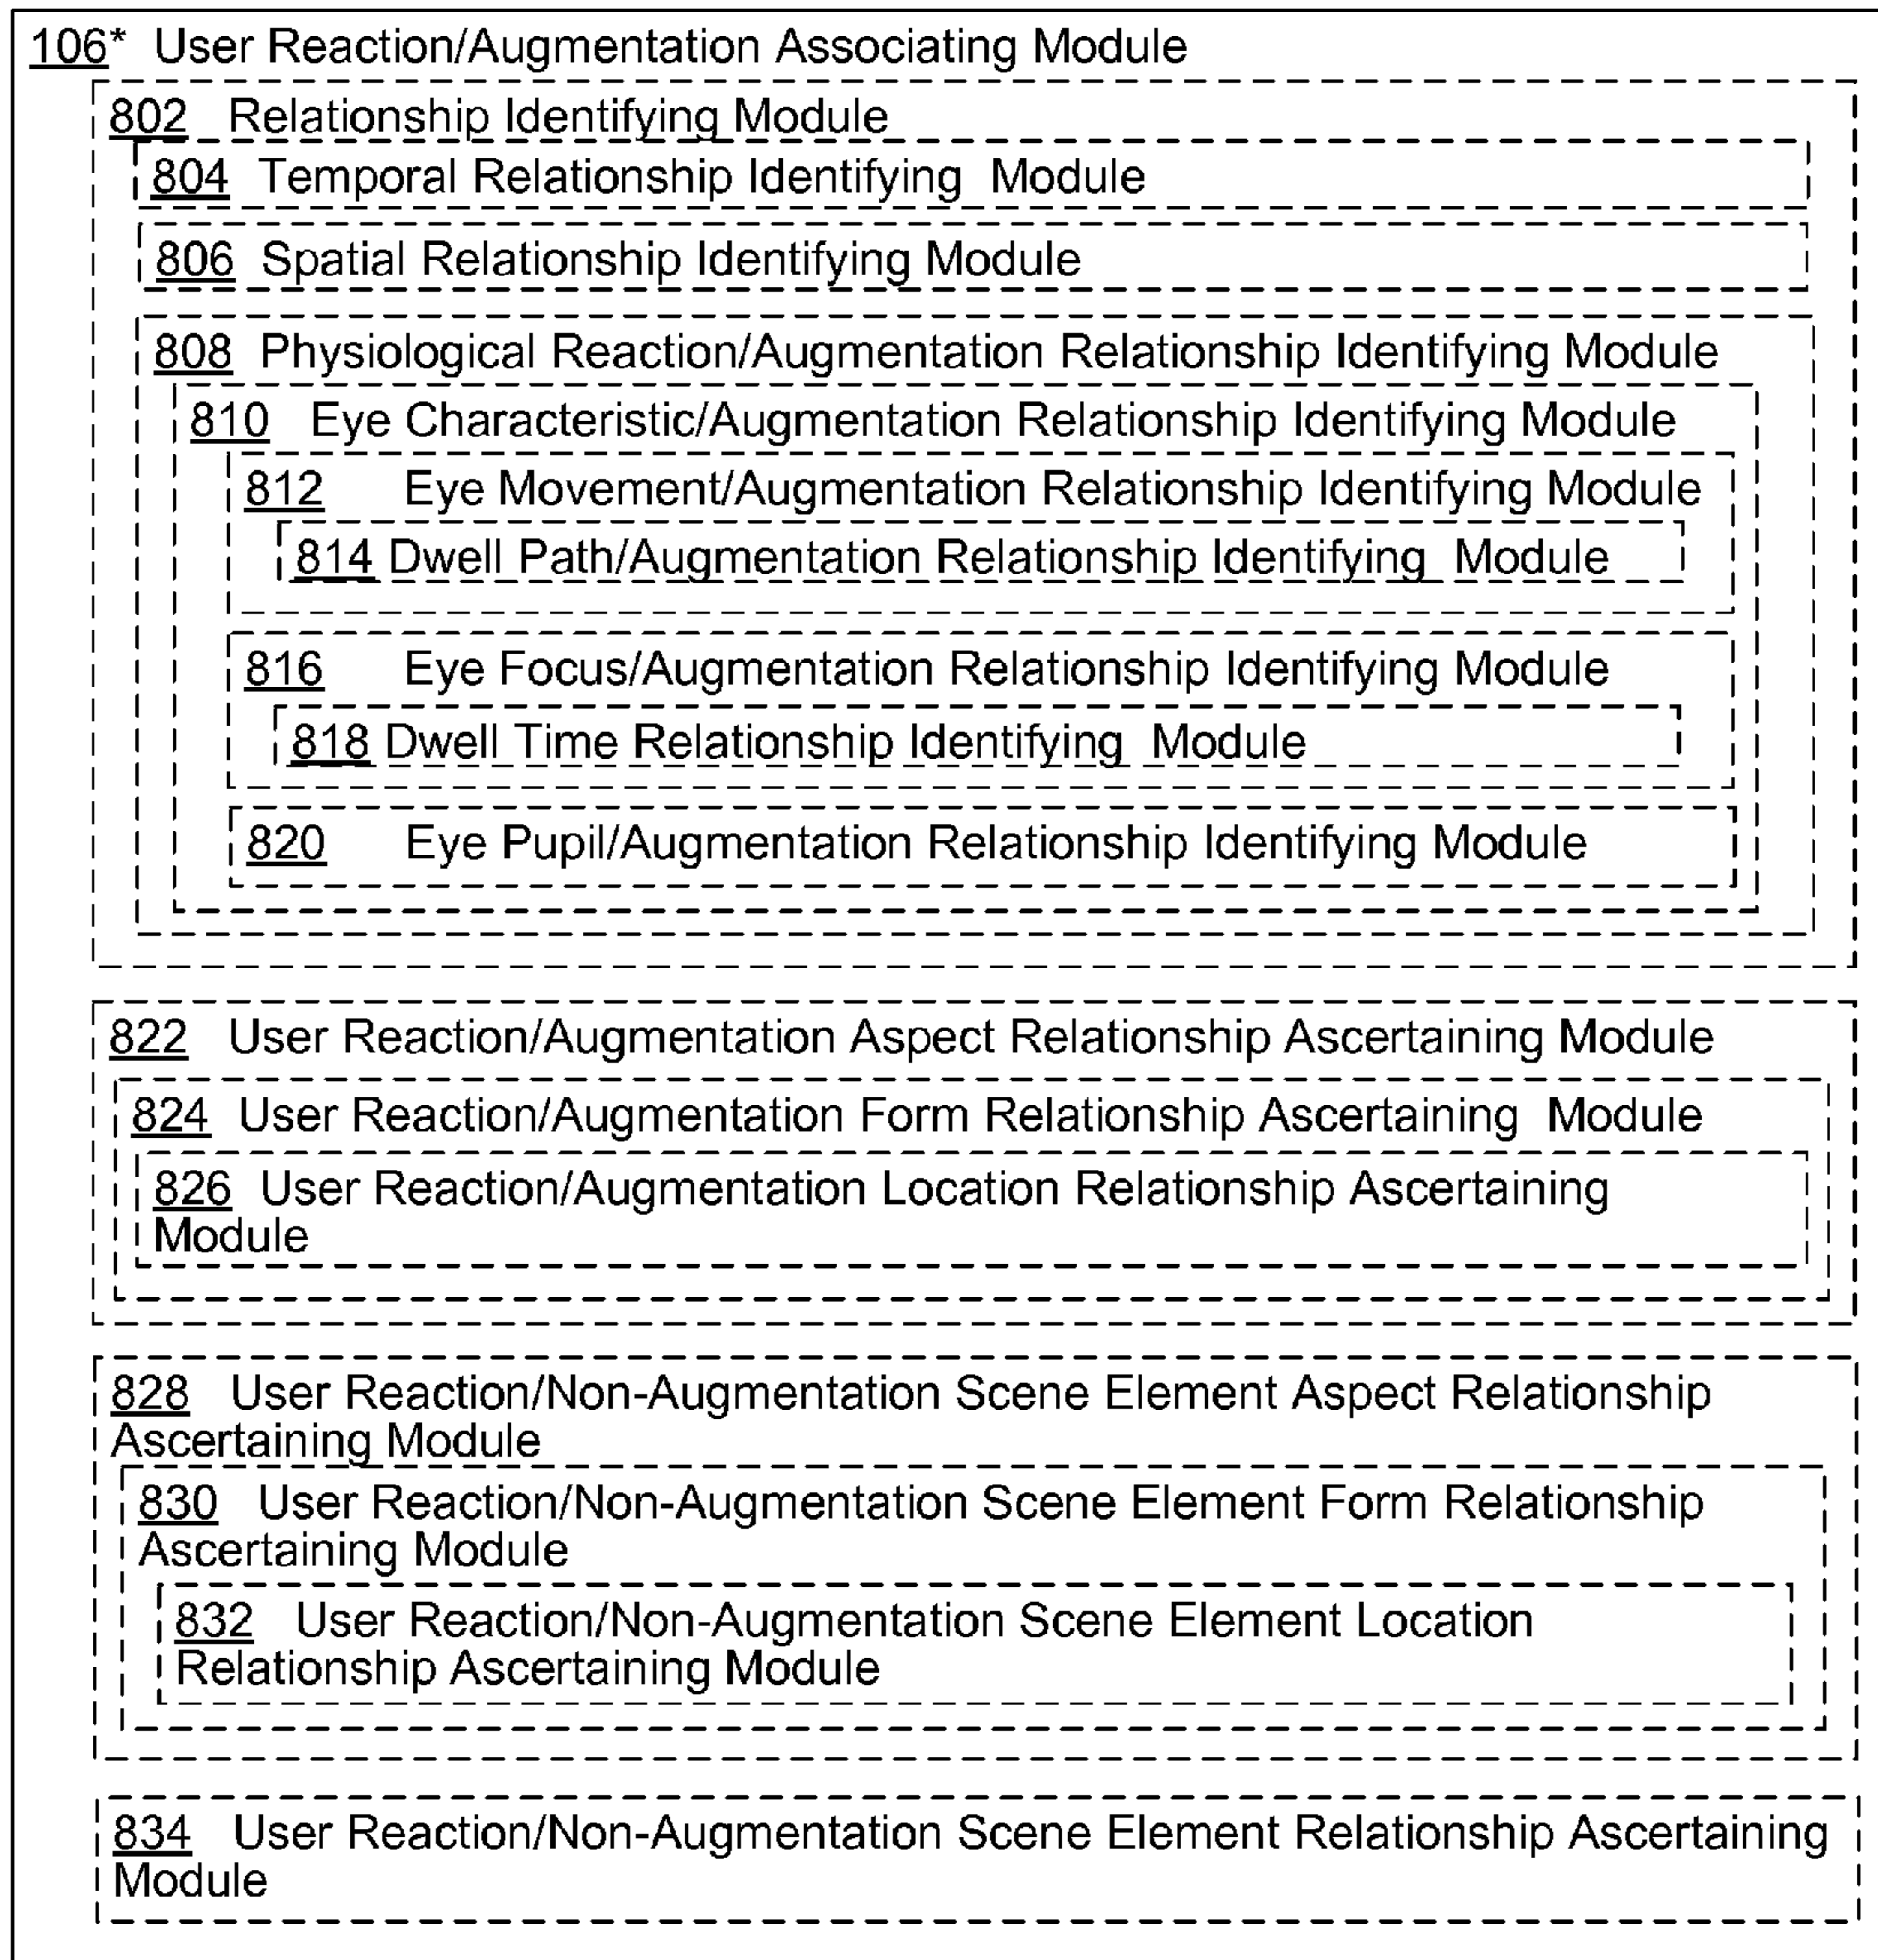 106* User Reaction/Augmentation Associating Module
802 Relationship Identifying Module
804 Temporal Relationship Identifying Module
806 Spatial Relationship Identifying Module
808 Physiological Reaction/Augmentation Relationship Identifying Module
810 Eye Characteristic/Augmentation Relationship Identifying Module
812 Eye Movement/Augmentation Relationship Identifying Module
814 Dwell Path/Augmentation Relationship Identifying Module
816 Eye Focus/Augmentation Relationship Identifying Module
818 Dwell Time Relationship Identifying Module
820 Eye Pupil/Augmentation Relationship Identifying Module
822 User Reaction/Augmentation Aspect Relationship Ascertaining Module
824 User Reaction/Augmentation Form Relationship Ascertaining Module
826 User Reaction/Augmentation Location Relationship Ascertaining
Module
828 User Reaction/Non-Augmentation Scene Element Aspect Relationship
Ascertaining Module
830 User Reaction/Non-Augmentation Scene Element Form Relationship
Ascertaining Module
832 User Reaction/Non-Augmentation Scene Element Location
Relationship Ascertaining Module
834 User Reaction/Non-Augmentation Scene Element Relationship Ascertaining
Module